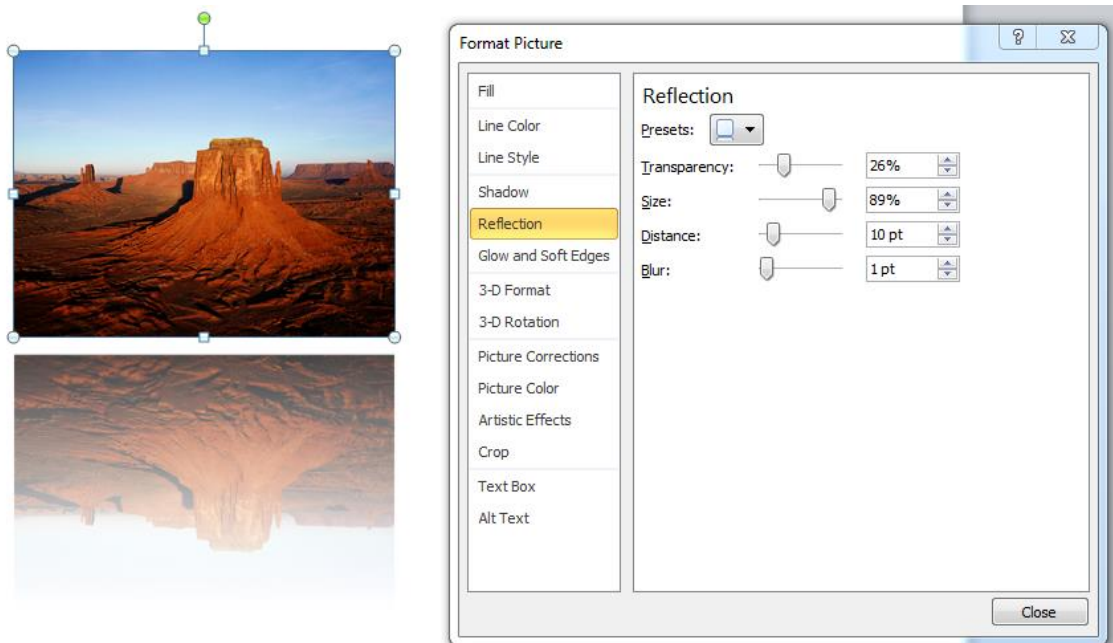 Format Picture
Fill
Line Color
Line Style
Shadow
Reflection
Glow and Soft Edges
3-D Format
3-D Rotation
Picture Corrections
Picture Color
Artistic Effects
Crop
Text Box
Alt Text
Reflection
Presets:
Transparency: 26%
Size: 89%
Distance: 10 pt
Blur: 1 pt
Close